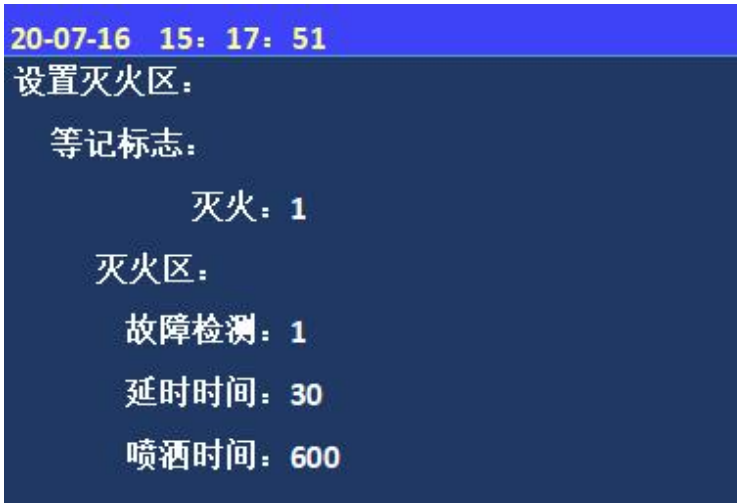 20-07-16 15：17：51
设置灭火区：
等记标志：
灭火：1
灭火区：
故障检测：1
延时时间：30
喷洒时间：600